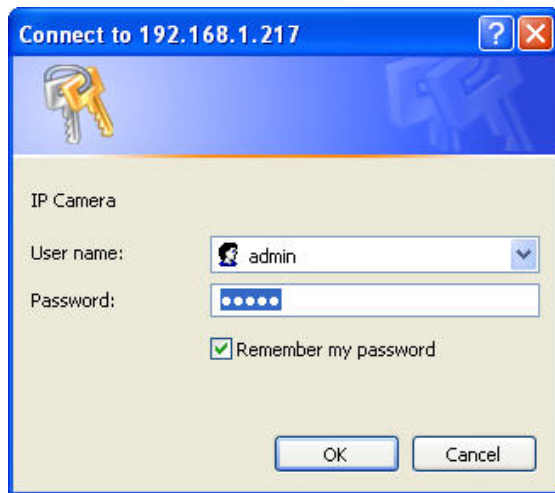 Connect to 192.168.1.217
IP Camera
User name: admin
Password: •••••
Remember my password
OK Cancel